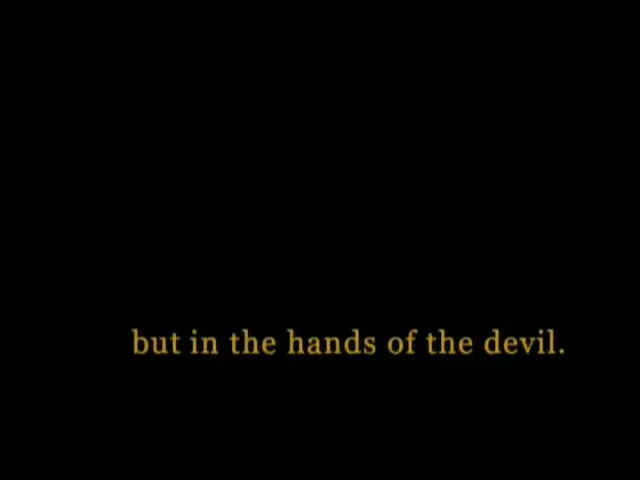 but in the hands of the devil.